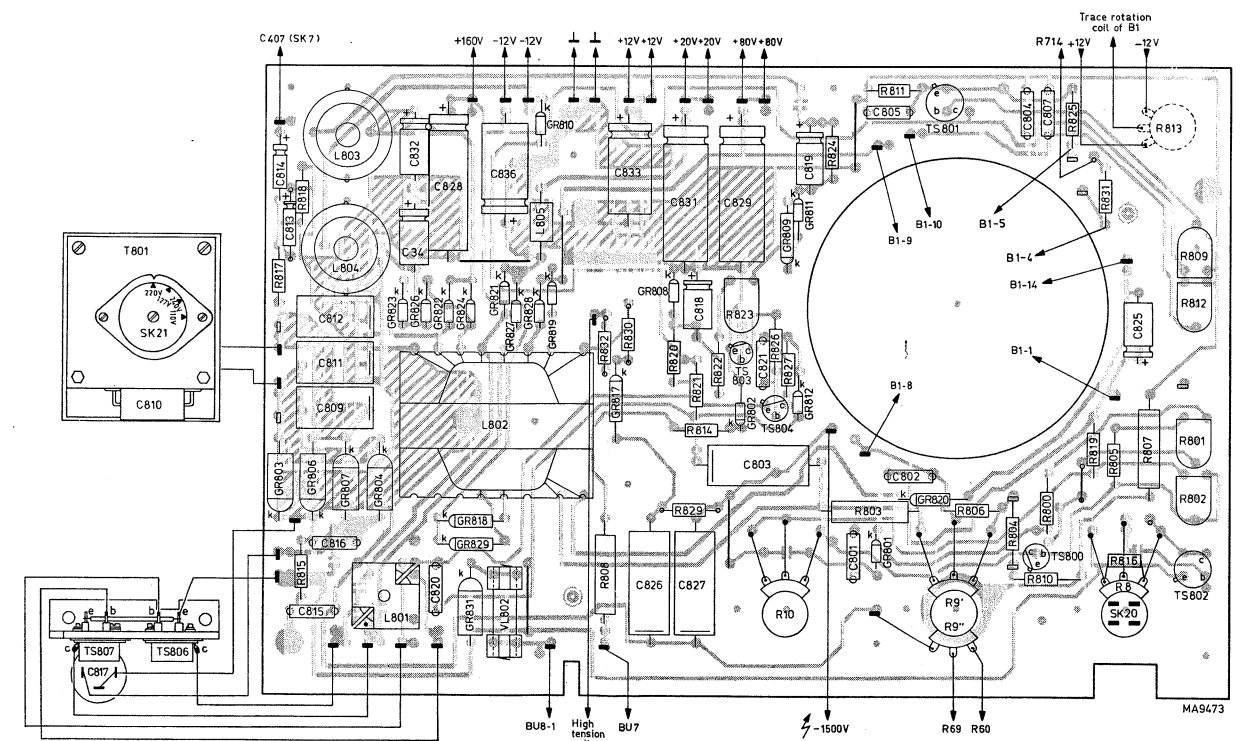 Trace rotation
coil of B1
C407 (SK7)
+160V
-12V
-12V
+12V
+12V
+20V
+20V
+80V
+80V
R714
+12V
-12V
R811
C805
e
b
c
TS801
C804
C807
R825
R813
L803
C832
C828
C836
k
GR810
C833
C831
C829
C819
R824
C814
R818
C813
R817
L804
C34
L805
GR809
k
GR811
B1-9
B1-10
B1-5
R831
B1-4
B1-14
R809
R812
T801
220V
127V
110V
SK21
C810
C812
C811
C809
k
GR823
k
GR826
k
GR822
k
GR824
k
GR821
GR827
k
GR828
k
GR819
GR808
k
C818
R823
R832
R830
R820
R822
b
c
TS
803
C821
R826
R827
C825
B1-1
k
GR817
R821
GR802
b
c
TS804
k
GR812
B1-8
L802
R814
C803
C802
R819
R805
R807
R801
R802
GR803
k
GR806
k
k
GR807
k
GR804
C816
R815
C815
GR818
k
GR829
k
R829
R803
GR820
k
R806
R804
R800
e
c
b
TS800
R810
R816
R8
SK20
b
c
e
TS802
L801
C820
k
GR831
VL802
R808
C826
C827
R10
C801
GR801
k
R9'
R9"
e
b
b
e
c
TS807
TS806
c
C817
BU8-1
High
tension
BU7
-1500V
R69
R60
MA9473